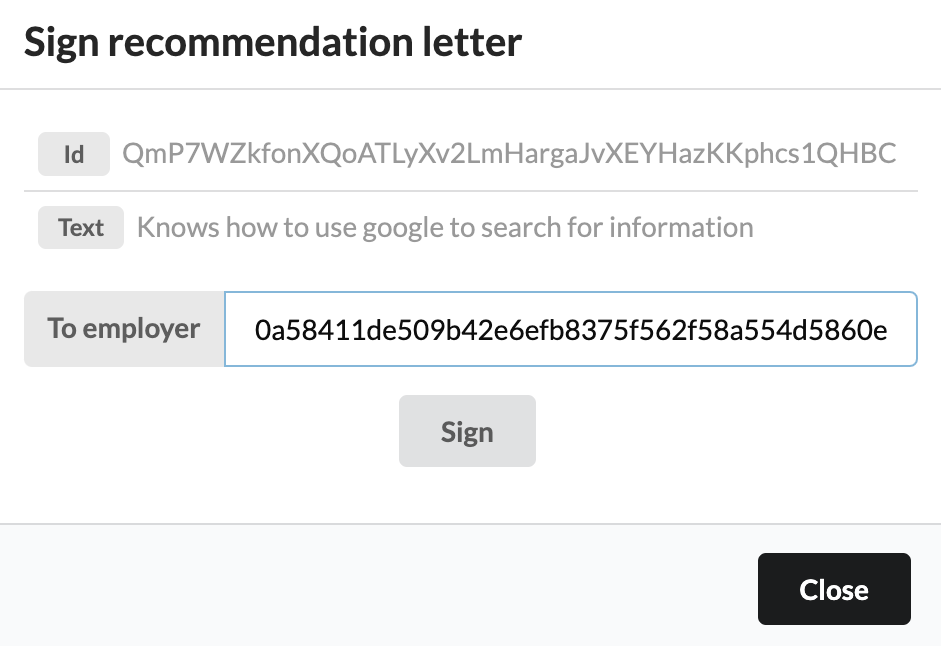 Sign recommendation letter
Id QmP7WZkfonXQoATLyXv2LmHargaJvXEYHazKKphcs1QHBC
Text Knows how to use google to search for information
To employer 0a58411de509b42e6efb8375f562f58a554d5860e
Sign
Close